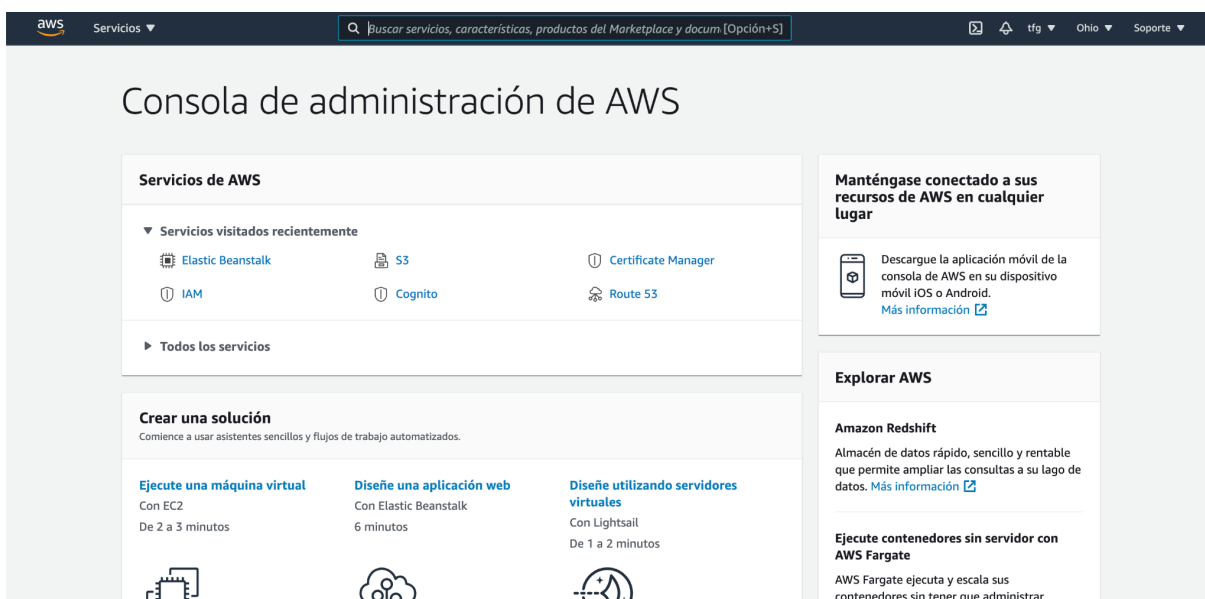 aws
Servicios ▼
Buscar servicios, características, productos del Marketplace y docum [Opción+S]
tfg ▼
Ohio ▼
Soporte ▼
Consola de administración de AWS
Servicios de AWS
▼ Servicios visitados recientemente
Elastic Beanstalk
S3
Certificate Manager
IAM
Cognito
Route 53
▶ Todos los servicios
Crear una solución
Comience a usar asistentes sencillos y flujos de trabajo automatizados.
Ejecute una máquina virtual
Con EC2
De 2 a 3 minutos
Diseñe una aplicación web
Con Elastic Beanstalk
6 minutos
Diseñe utilizando servidores
virtuales
Con Lightsail
De 1 a 2 minutos
Manténgase conectado a sus
recursos de AWS en cualquier
lugar
Descargue la aplicación móvil de la
consola de AWS en su dispositivo
móvil iOS o Android.
Más información
Explorar AWS
Amazon Redshift
Almacén de datos rápido, sencillo y rentable
que permite ampliar las consultas a su lago de
datos. Más información
Ejecute contenedores sin servidor con
AWS Fargate
AWS Fargate ejecuta y escala sus
contenedores sin tener que administrar